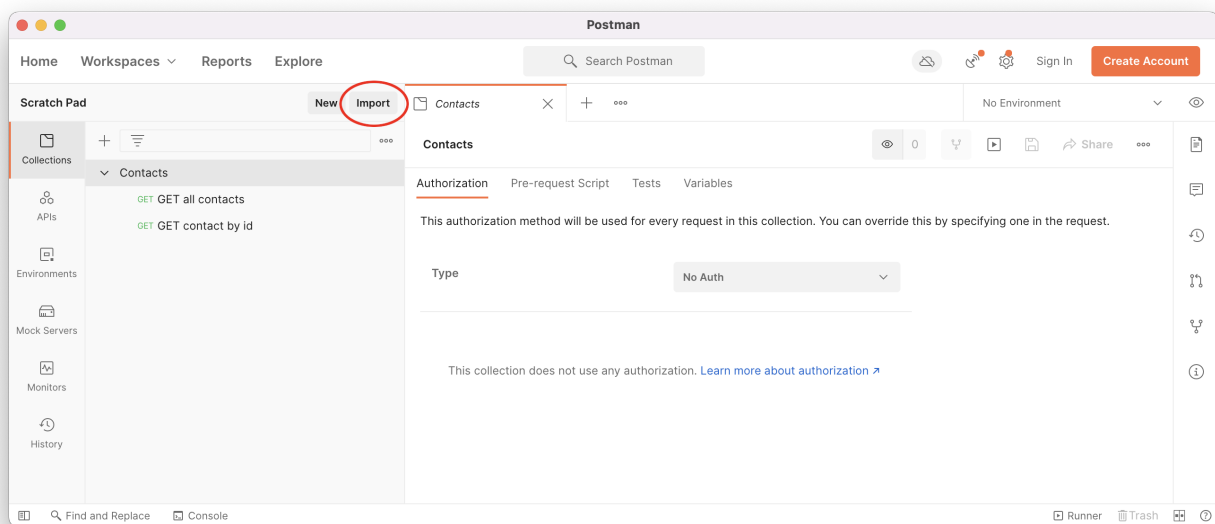 Postman
Home Workspaces Reports Explore Search Postman Sign In Create Account
Scratch Pad New Import Contacts No Environment
Collections
APIs
Environments
Mock Servers
Monitors
History
Contacts
GET GET all contacts
GET GET contact by id
Contacts 0 Share
Authorization Pre-request Script Tests Variables
This authorization method will be used for every request in this collection. You can override this by specifying one in the request.
Type No Auth
This collection does not use any authorization. Learn more about authorization ↗
Find and Replace Console Runner Trash